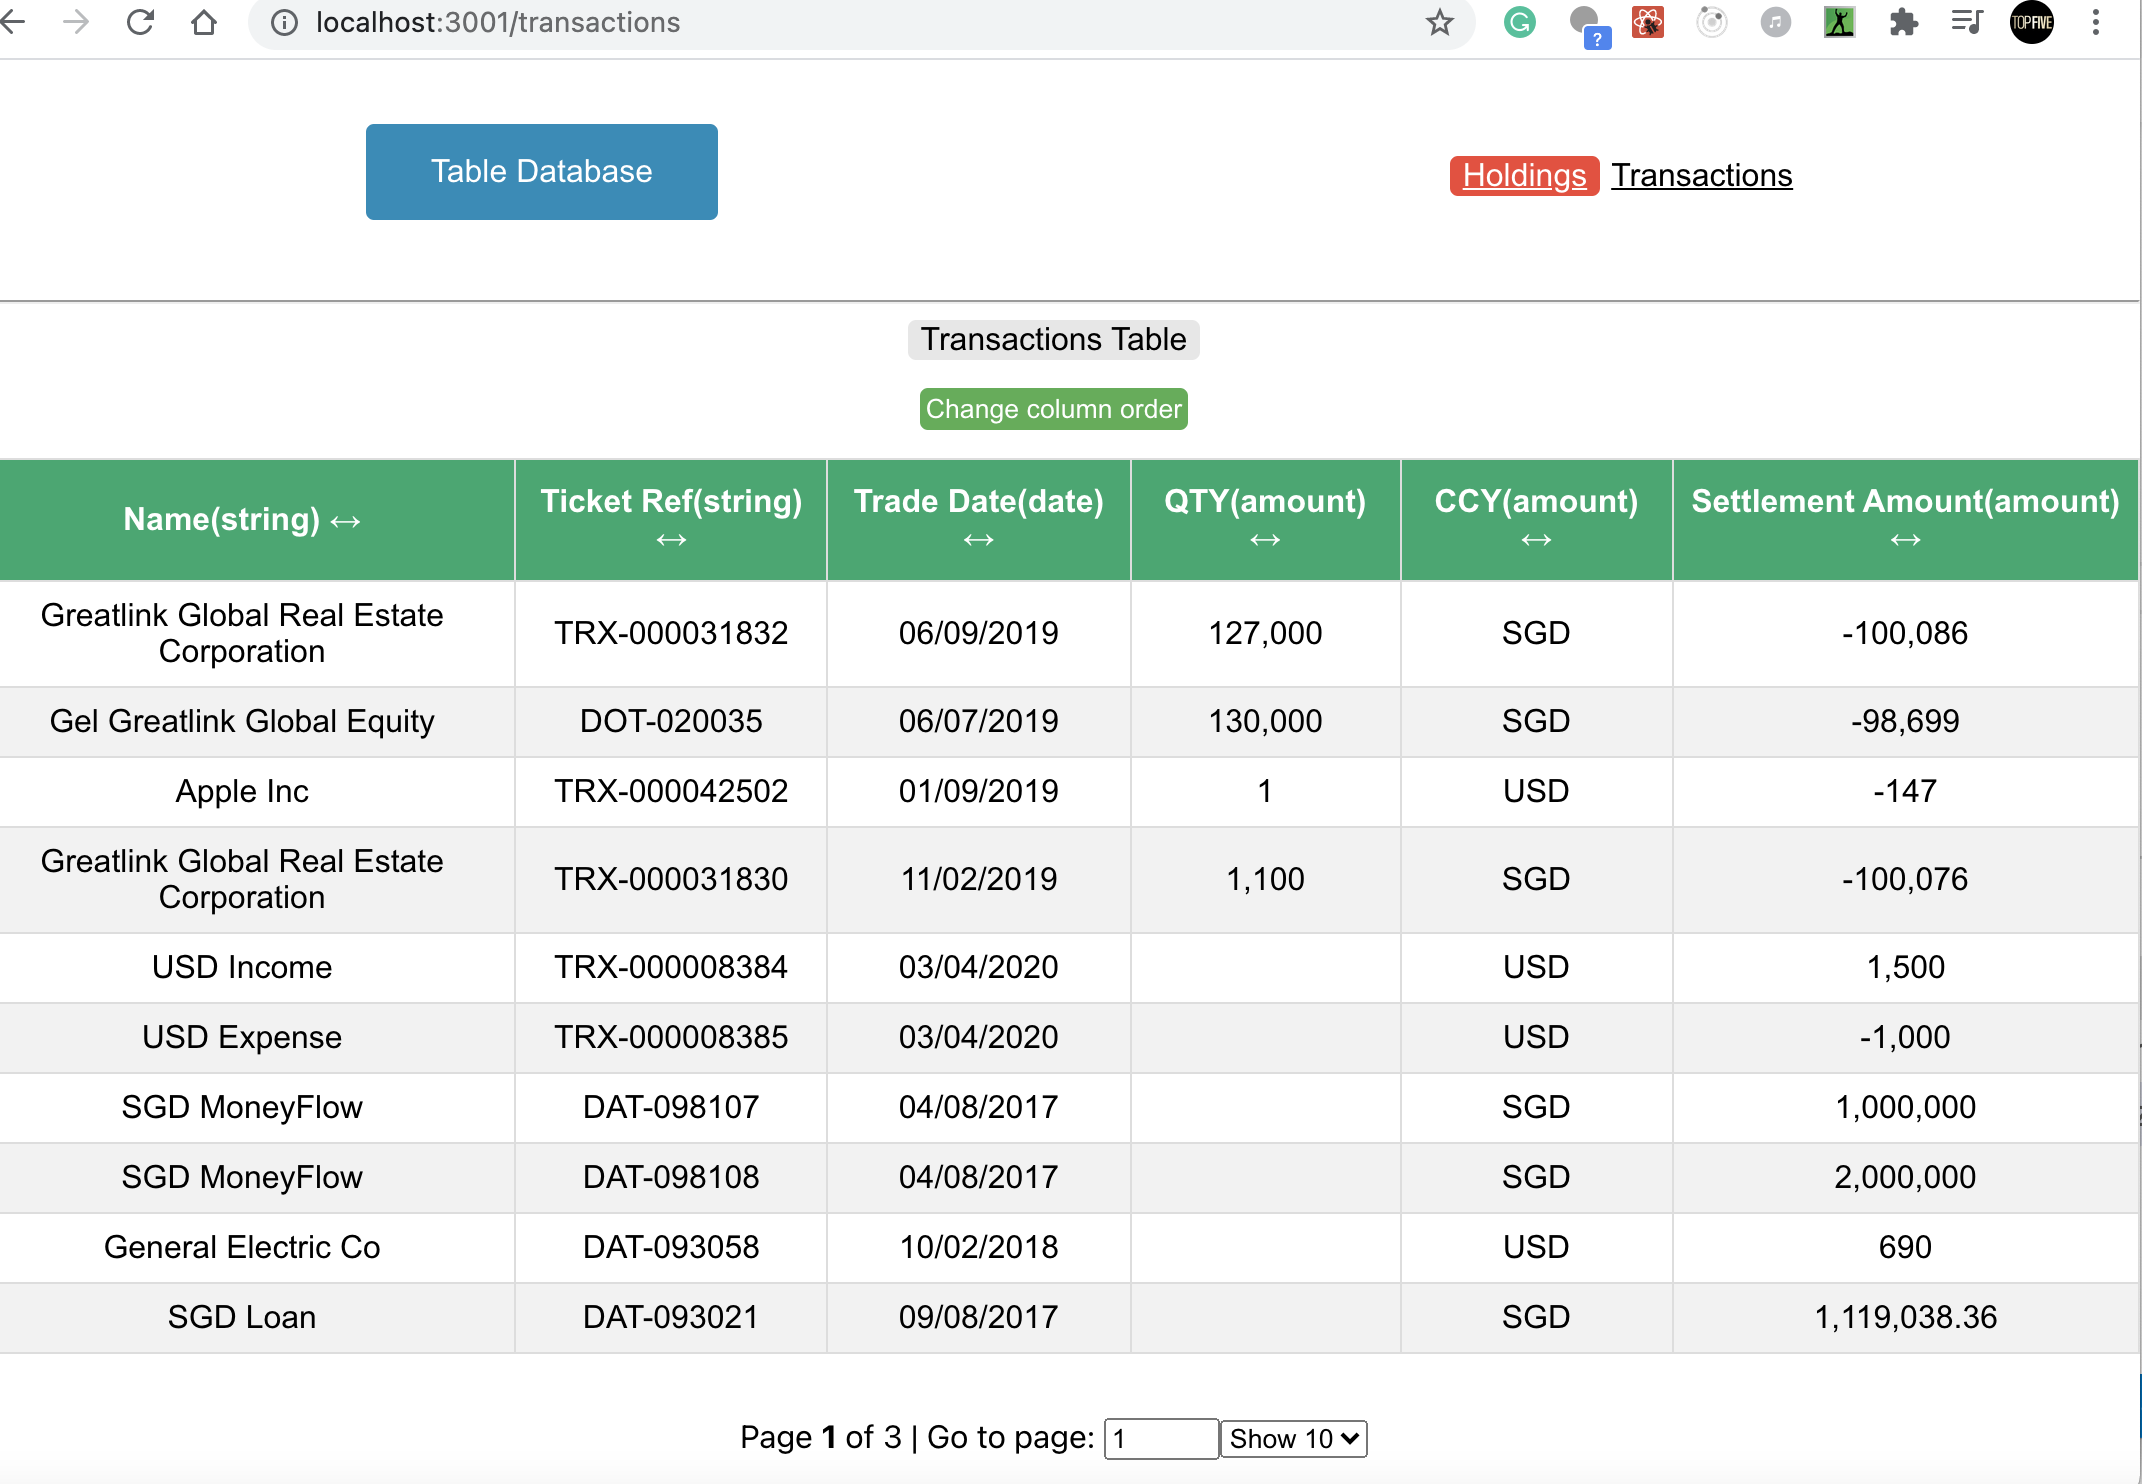 localhost:3001/transactions
?
TOPFIVE
Table Database
Holdings Transactions
Transactions Table
Change column order
Name(string) ↔ Ticket Ref(string) ↔ Trade Date(date) ↔ QTY(amount) ↔ CCY(amount) ↔ Settlement Amount(amount) ↔
Greatlink Global Real Estate Corporation TRX-000031832 06/09/2019 127,000 SGD -100,086
Gel Greatlink Global Equity DOT-020035 06/07/2019 130,000 SGD -98,699
Apple Inc TRX-000042502 01/09/2019 1 USD -147
Greatlink Global Real Estate Corporation TRX-000031830 11/02/2019 1,100 SGD -100,076
USD Income TRX-000008384 03/04/2020 USD 1,500
USD Expense TRX-000008385 03/04/2020 USD -1,000
SGD MoneyFlow DAT-098107 04/08/2017 SGD 1,000,000
SGD MoneyFlow DAT-098108 04/08/2017 SGD 2,000,000
General Electric Co DAT-093058 10/02/2018 USD 690
SGD Loan DAT-093021 09/08/2017 SGD 1,119,038.36
Page 1 of 3 | Go to page: 1 Show 10